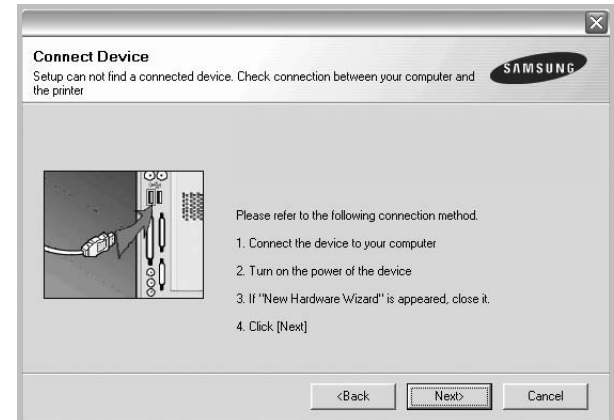 Connect Device
Setup can not find a connected device. Check connection between your computer and
the printer
SAMSUNG
Please refer to the following connection method.
1. Connect the device to your computer
2. Turn on the power of the device
3. If "New Hardware Wizard" is appeared, close it.
4. Click [Next]
<Back Next> Cancel